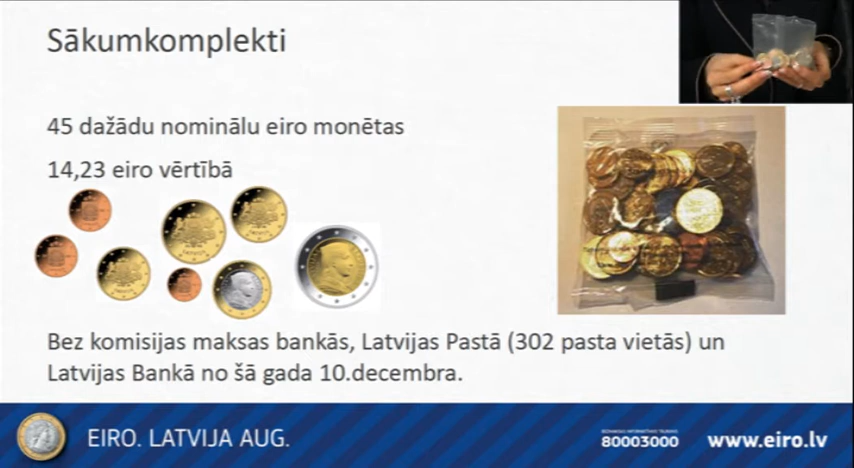 Sākumkomplekti
45 dažādu nominālu eiro monētas
14,23 eiro vērtībā
Bez komisijas maksas bankās, Latvijas Pastā (302 pasta vietās) un
Latvijas Bankā no šā gada 10.decembra.
EIRO. LATVIJA AUG.
80003000
www.eiro.lv